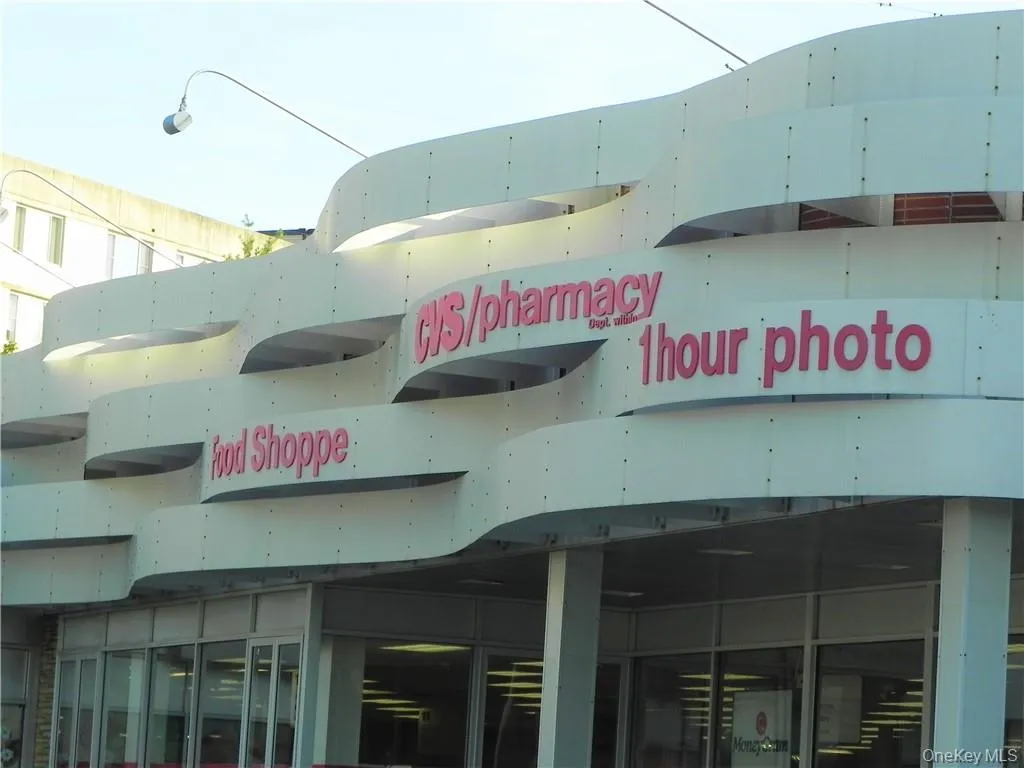 CVS/pharmacy
Dept. within
1 hour photo
Food Shoppe
MoneyGram
OneKey MLS